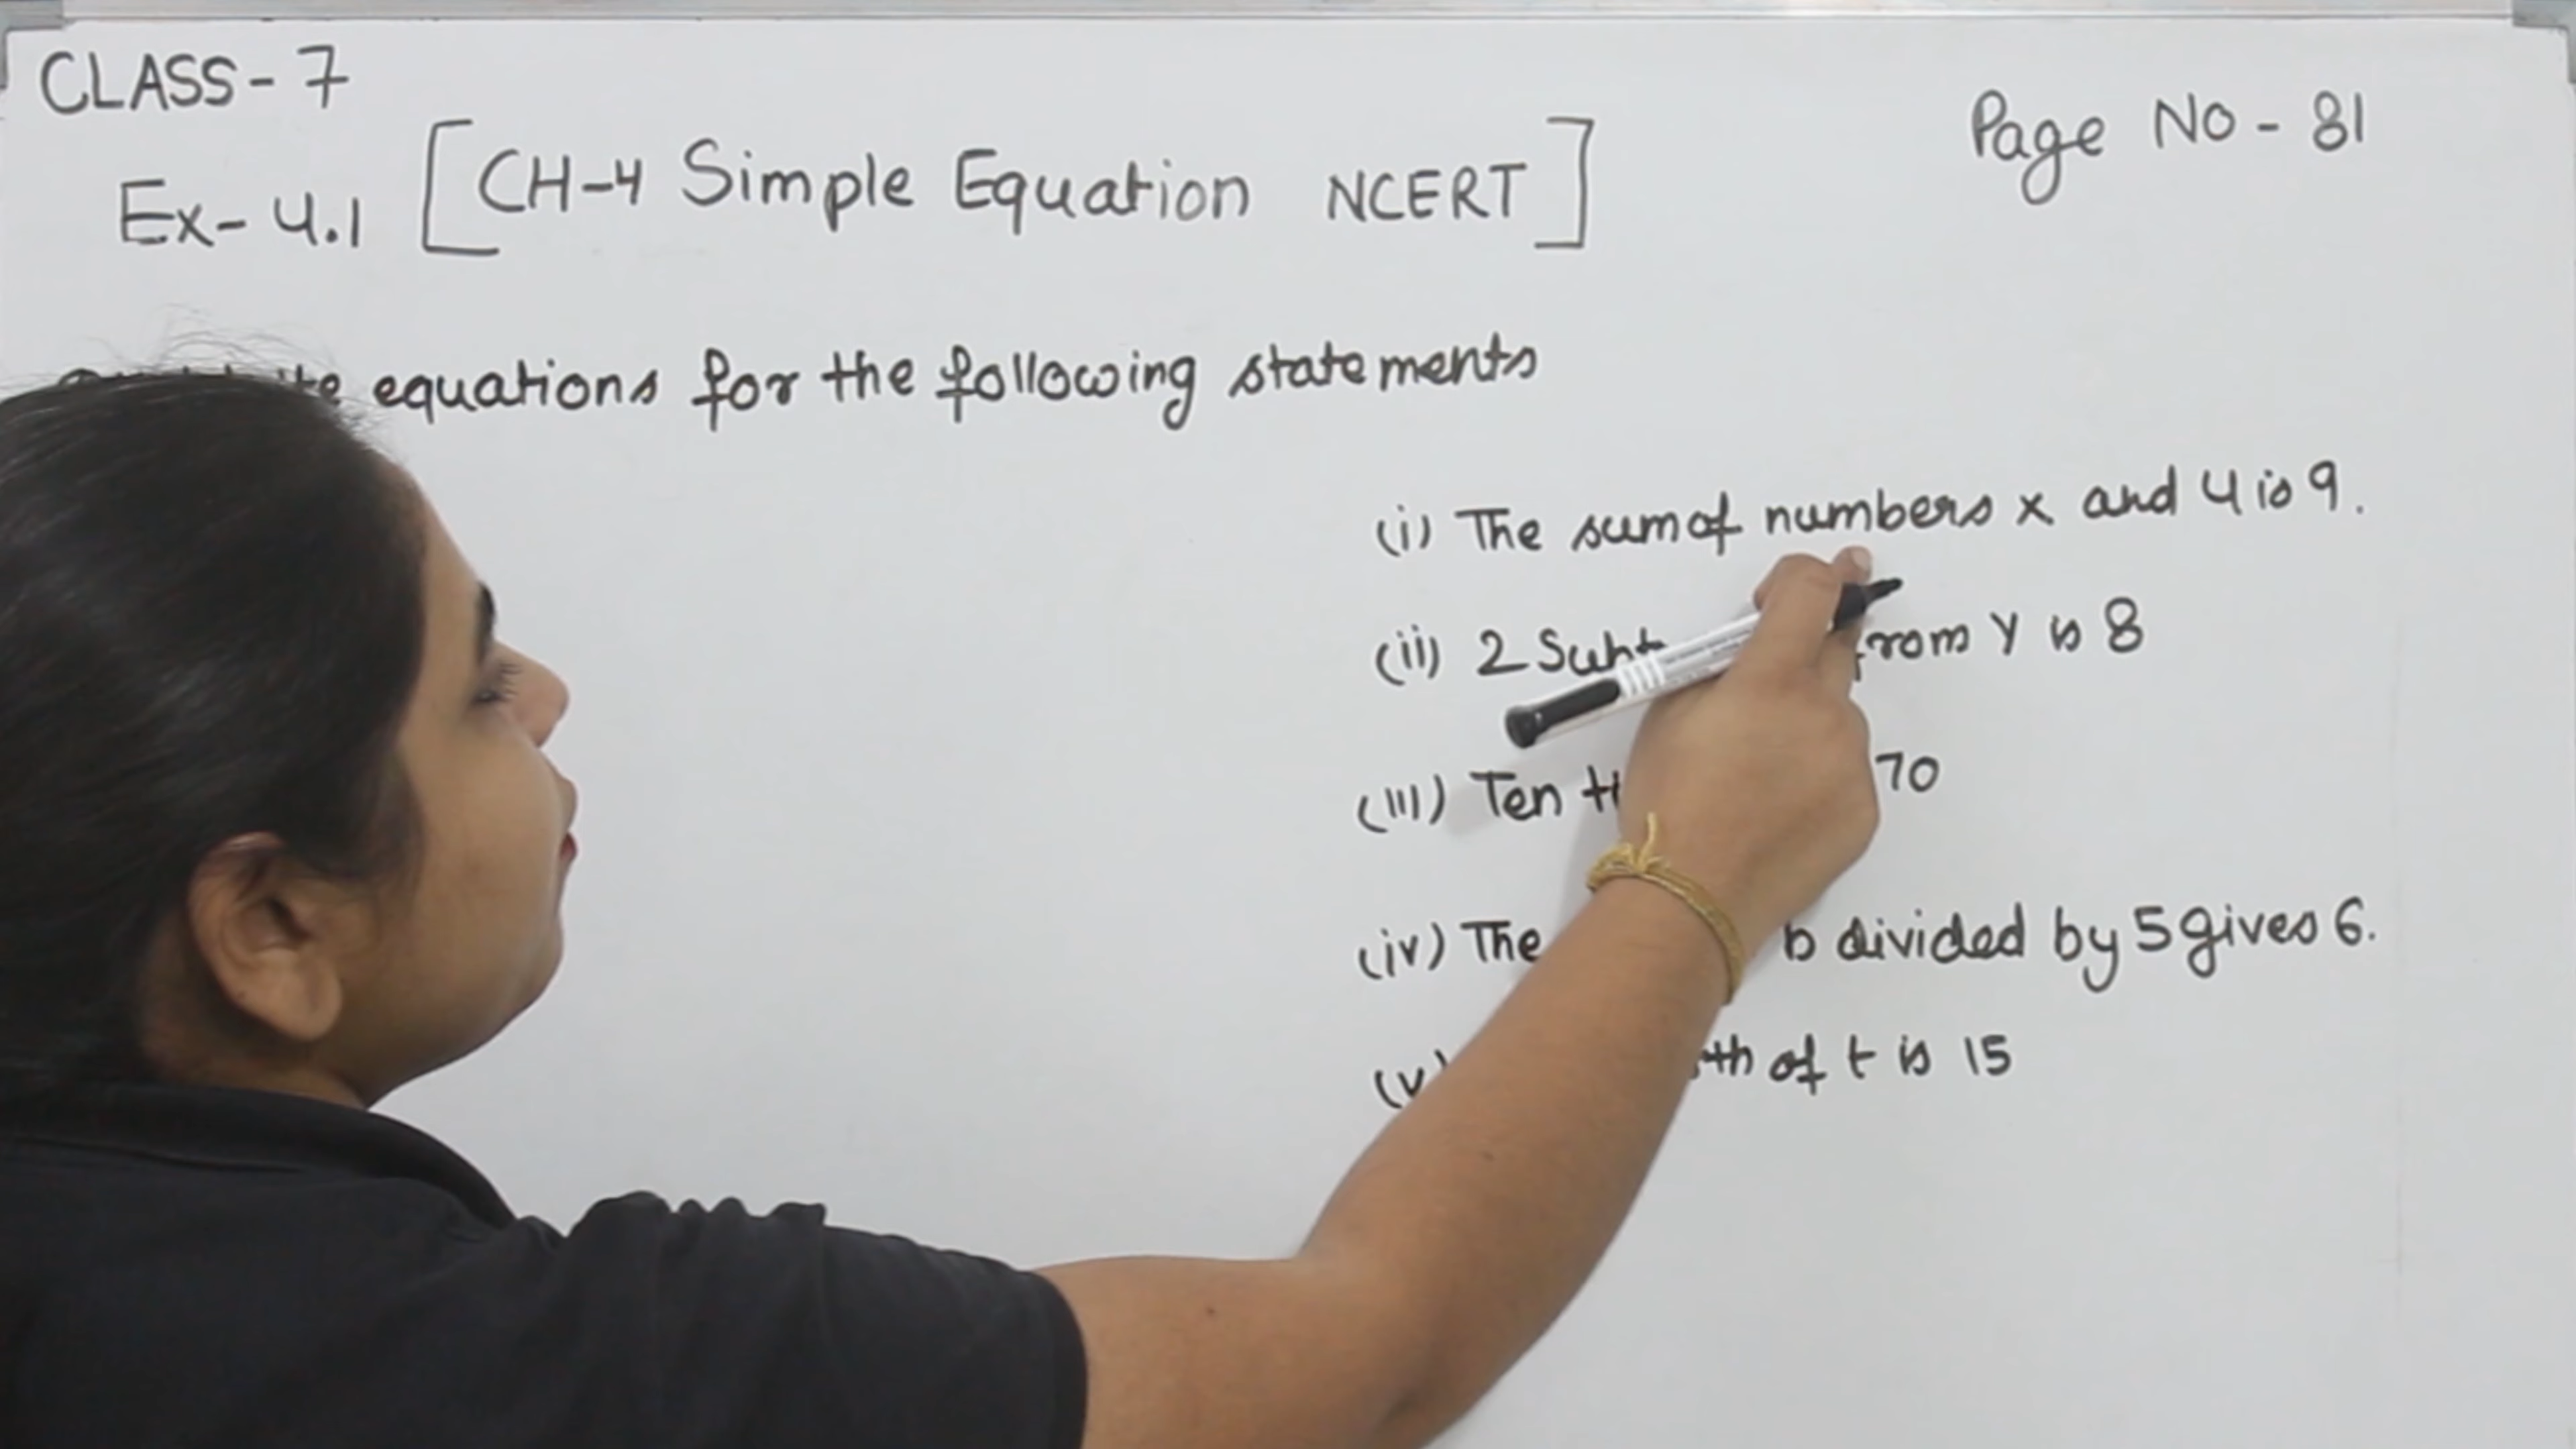 CLASS - 7
Page No - 81
Ex - 4.1 [CH-4 Simple Equation NCERT]
equations for the following statements
(i) The sum of numbers x and 4 is 9.
(ii) 2 from Y is 8
(iii) Ten 70
(iv) The b divided by 5 gives 6.
(v) of t is 15